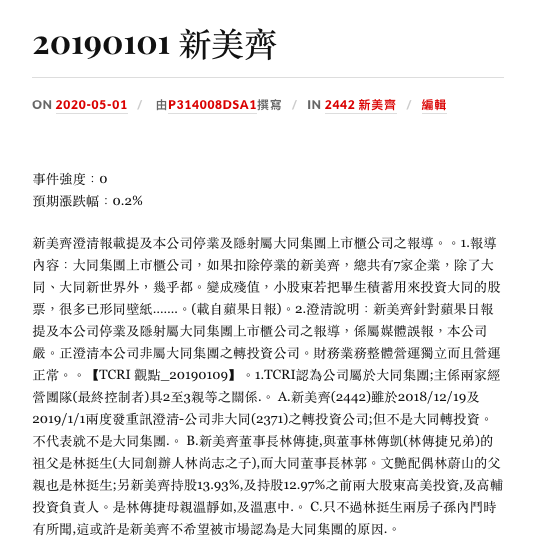 20190101 新美齊
ON 2020-05-01 / 由P314008DSA1撰寫 / IN 2442 新美齊 / 編輯
事件強度：0
預期漲跌幅：0.2%
新美齊澄清報載提及本公司停業及隱射屬大同集團上市櫃公司之報導。。1.報導
內容：大同集團上市櫃公司，如果扣除停業的新美齊，總共有7家企業，除了大
同、大同新世界外，幾乎都。變成殘值，小股東若把畢生積蓄用來投資大同的股
票，很多已形同壁紙…….。(載自蘋果日報)。2.澄清說明：新美齊針對蘋果日報
提及本公司停業及隱射屬大同集團上市櫃公司之報導，係屬媒體誤報，本公司
嚴。正澄清本公司非屬大同集團之轉投資公司。財務業務整體營運獨立而且營運
正常。。【TCRI 觀點_20190109】。1.TCRI認為公司屬於大同集團;主係兩家經
營團隊(最終控制者)具2至3親等之關係.。 A.新美齊(2442)雖於2018/12/19及
2019/1/1兩度發重訊澄清-公司非大同(2371)之轉投資公司;但不是大同轉投資。
不代表就不是大同集團.。 B.新美齊董事長林傳捷,與董事林傳凱(林傳捷兄弟)的
祖父是林挺生(大同創辦人林尚志之子),而大同董事長林郭。文艷配偶林蔚山的父
親也是林挺生;另新美齊持股13.93%,及持股12.97%之前兩大股東高美投資,及高輔
投資負責人。是林傳捷母親溫靜如,及溫惠中.。 C.只不過林挺生兩房子孫內鬥時
有所聞,這或許是新美齊不希望被市場認為是大同集團的原因.。